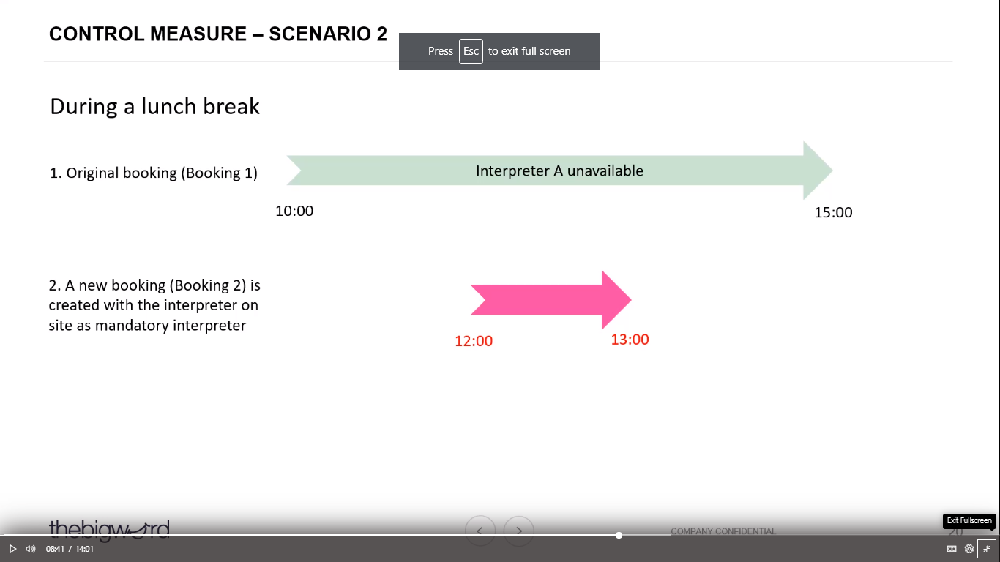 CONTROL MEASURE – SCENARIO 2
Press Esc to exit full screen
During a lunch break
1. Original booking (Booking 1)
Interpreter A unavailable
10:00
15:00
2. A new booking (Booking 2) is
created with the interpreter on
site as mandatory interpreter
12:00
13:00
Exit Fullscreen
thebigword
COMPANY CONFIDENTIAL
20
08:41 / 14:01